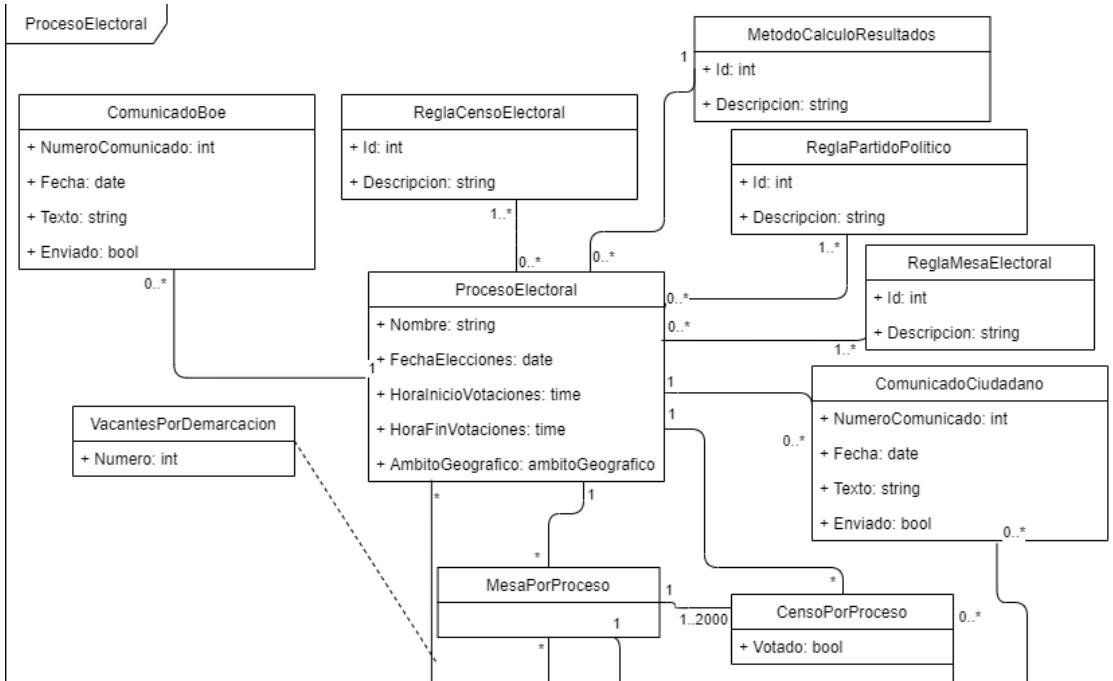 ProcesoElectoral
MetodoCalculoResultados
1
+ Id: int
+ Descripcion: string
ComunicadoBoe
+ NumeroComunicado: int
+ Fecha: date
+ Texto: string
+ Enviado: bool
0..*
ReglaCensoElectoral
+ Id: int
+ Descripcion: string
1..*
0..*
0..*
ReglaPartidoPolitico
+ Id: int
+ Descripcion: string
1..*
ReglaMesaElectoral
+ Id: int
+ Descripcion: string
1..*
ProcesoElectoral
+ Nombre: string
+ FechaElecciones: date
+ HoraInicioVotaciones: time
+ HoraFinVotaciones: time
+ AmbitoGeografico: ambitoGeografico
0..*
0..*
1
1
1
*
1
ComunicadoCiudadano
+ NumeroComunicado: int
+ Fecha: date
+ Texto: string
+ Enviado: bool
0..*
0..*
VacantesPorDemarcacion
+ Numero: int
*
MesaPorProceso
1
1
*
1..2000
*
CensoPorProceso
+ Votado: bool
0..*